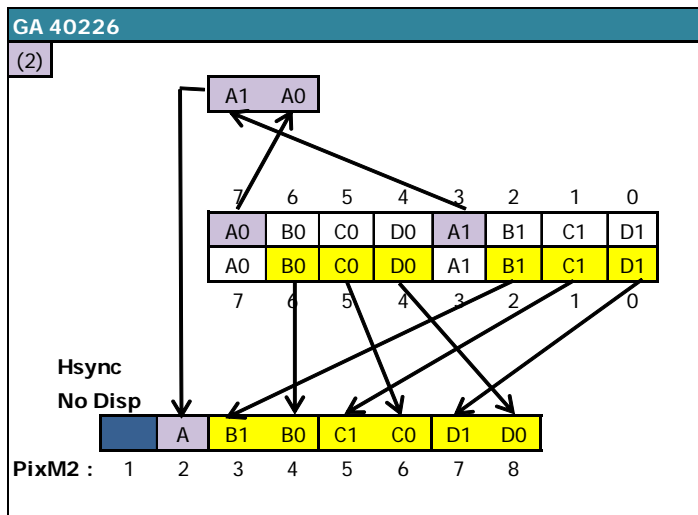 GA 40226
(2)
A1 A0
7 6 5 4 3 2 1 0
A0 B0 C0 D0 A1 B1 C1 D1
A0 B0 C0 D0 A1 B1 C1 D1
7 6 5 4 3 2 1 0
Hsync
No Disp
A B1 B0 C1 C0 D1 D0
PixM2 : 1 2 3 4 5 6 7 8